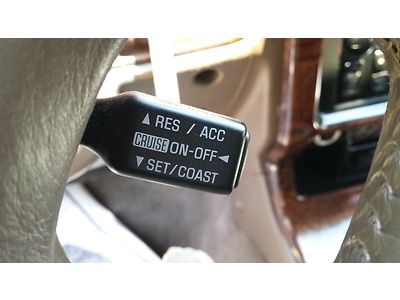 ▲ RES / ACC
CRUISE ON-OFF ◄
▼ SET/COAST